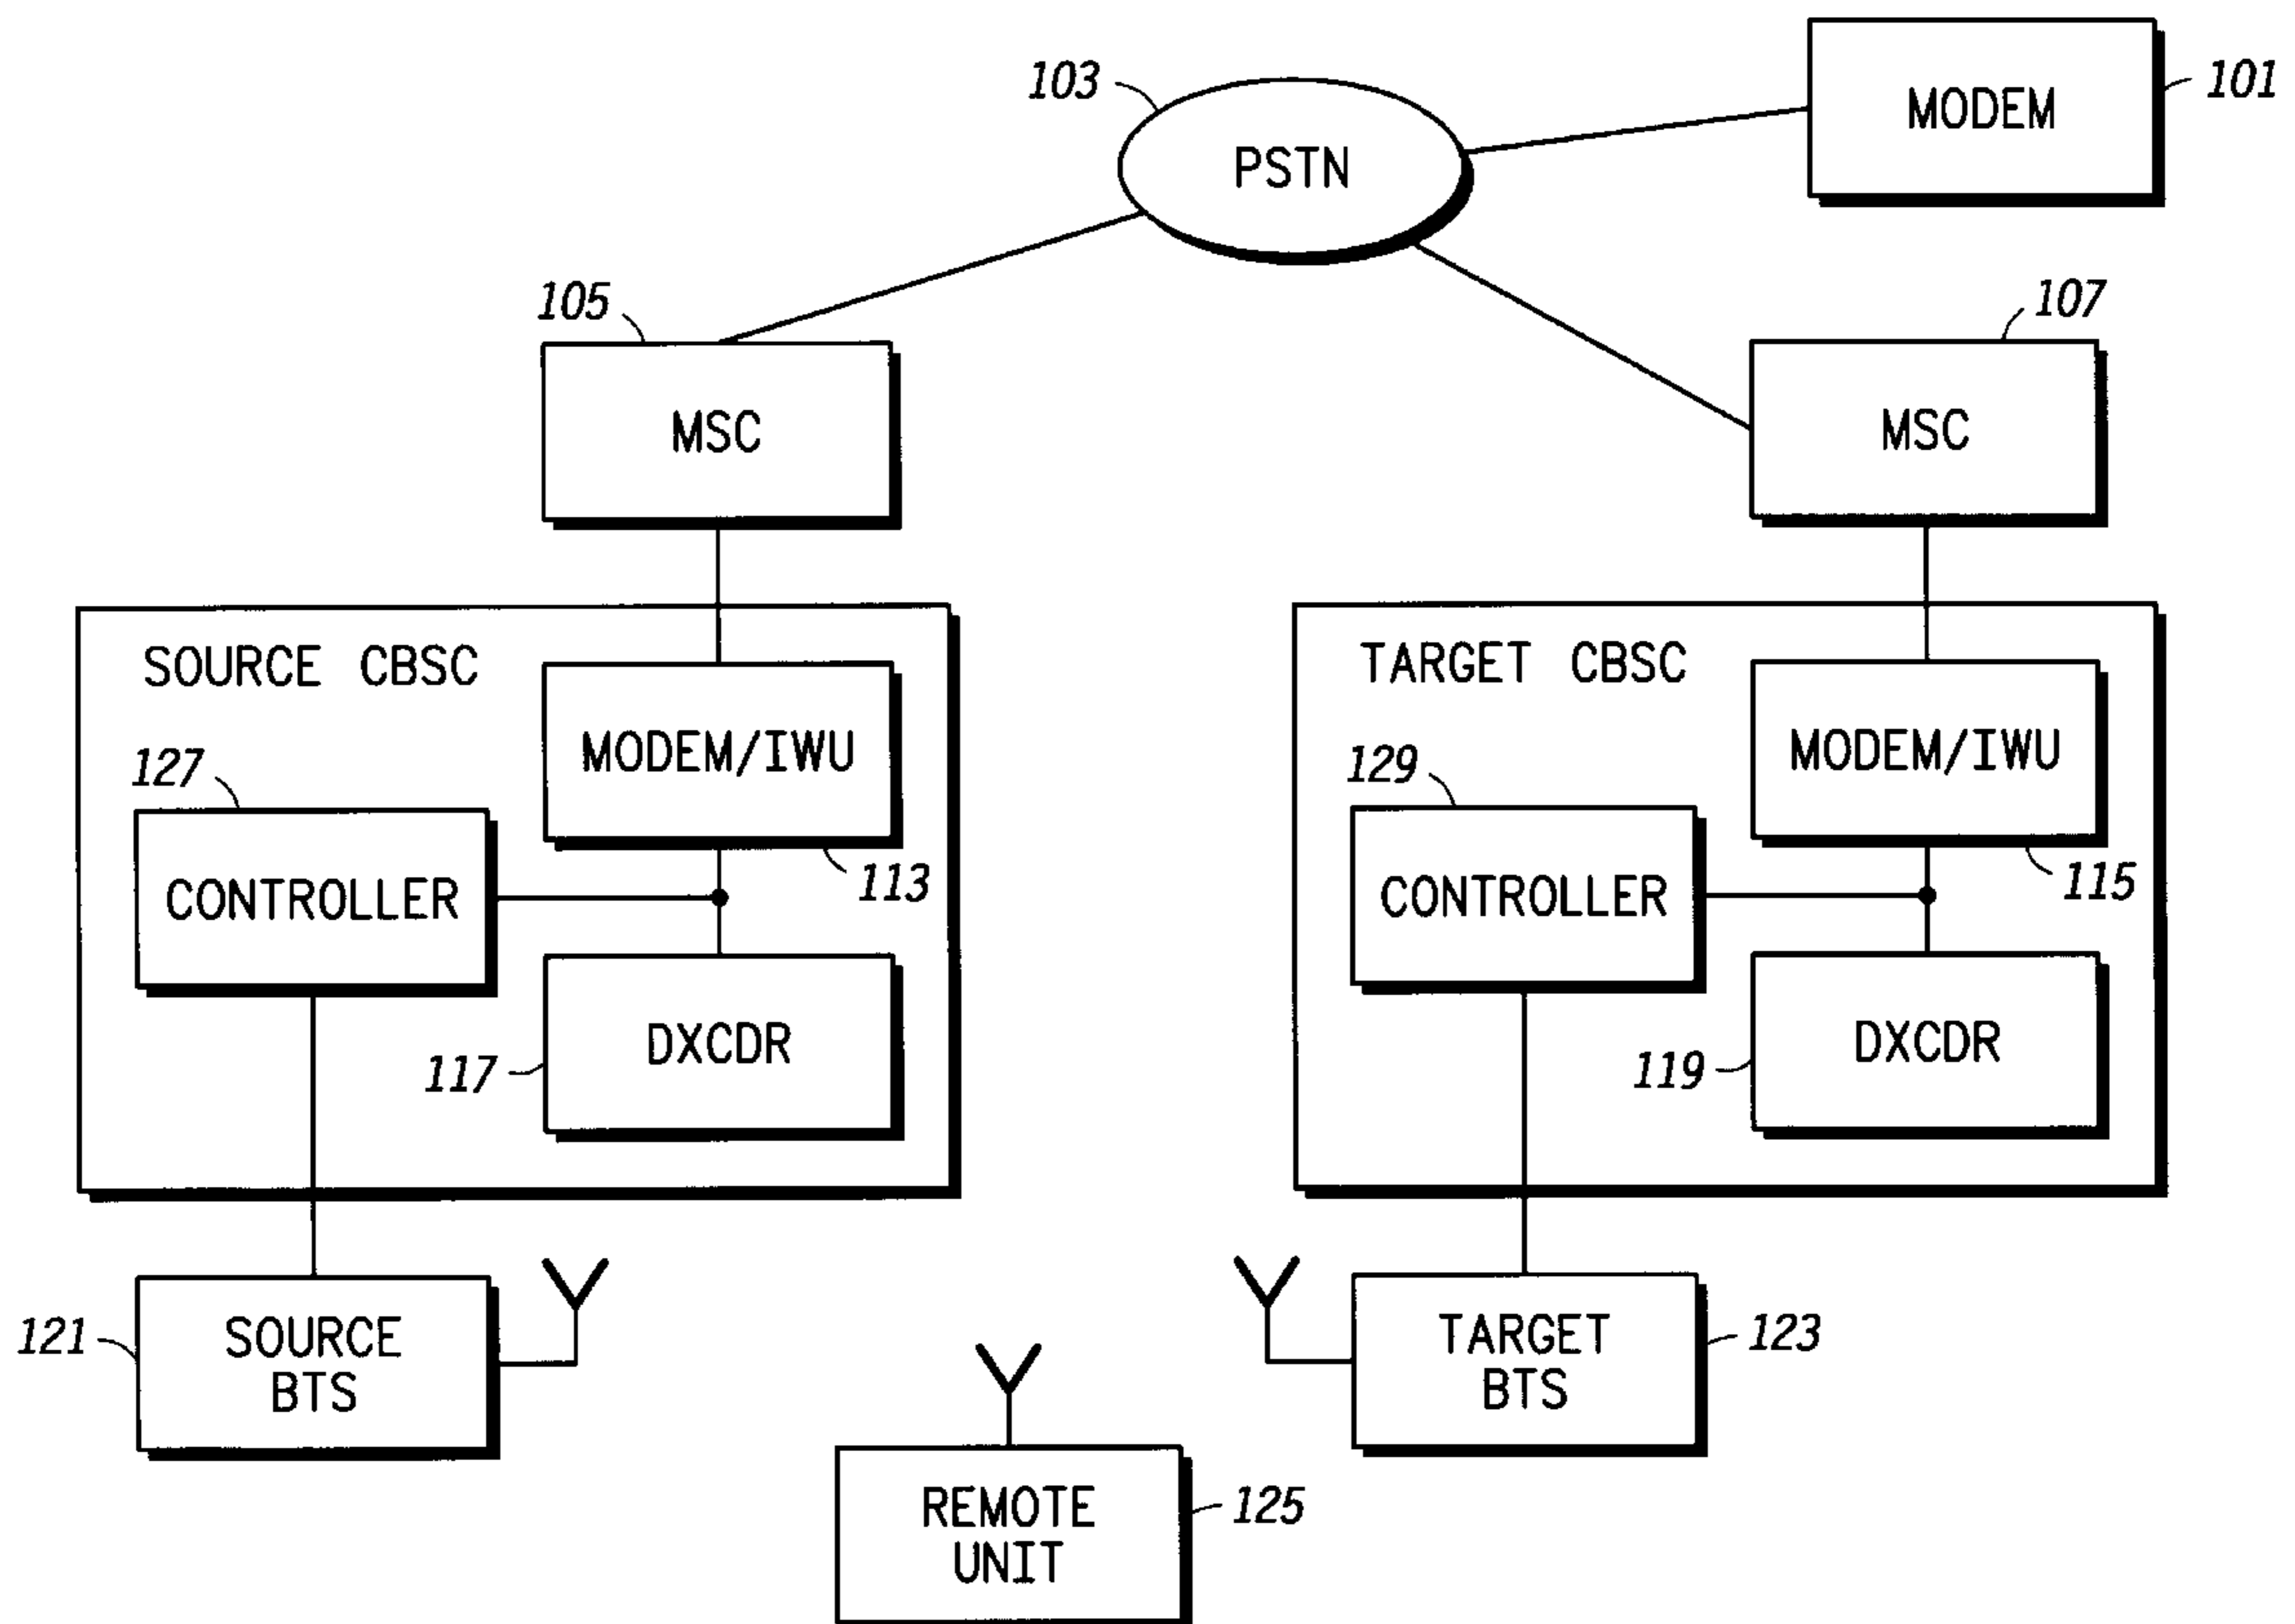 MODEM
101
103
PSTN
105
MSC
107
MSC
SOURCE CBSC
MODEM/IWU
113
127
CONTROLLER
DXCDR
117
TARGET CBSC
MODEM/IWU
115
129
CONTROLLER
DXCDR
119
121
SOURCE
BTS
TARGET
BTS
123
REMOTE
UNIT
125